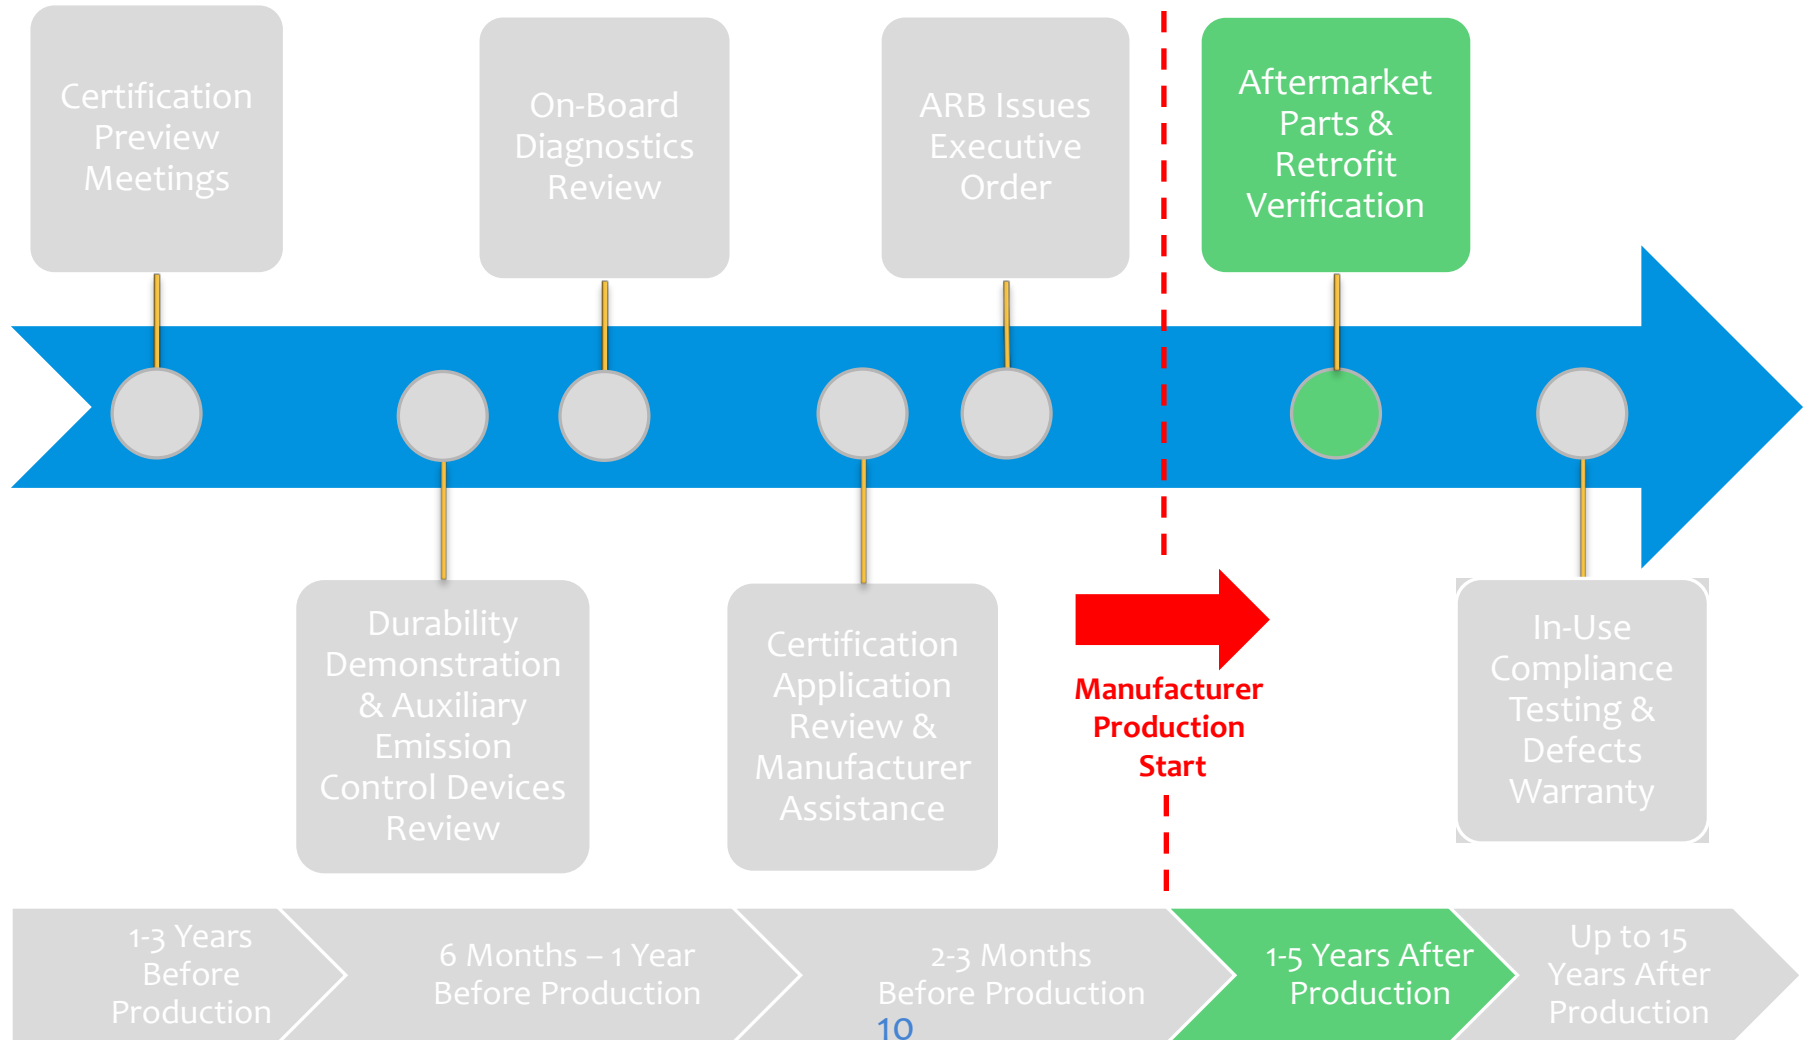 Certification
Preview
Meetings
On-Board
Diagnostics
Review
ARB Issues
Executive
Order
Aftermarket
Parts &
Retrofit
Verification
Durability
Demonstration
& Auxiliary
Emission
Control Devices
Review
Certification
Application
Review &
Manufacturer
Assistance
Manufacturer
Production
Start
In-Use
Compliance
Testing &
Defects
Warranty
1-3 Years
Before
Production
6 Months – 1 Year
Before Production
2-3 Months
Before Production
1-5 Years After
Production
Up to 15
Years After
Production
10